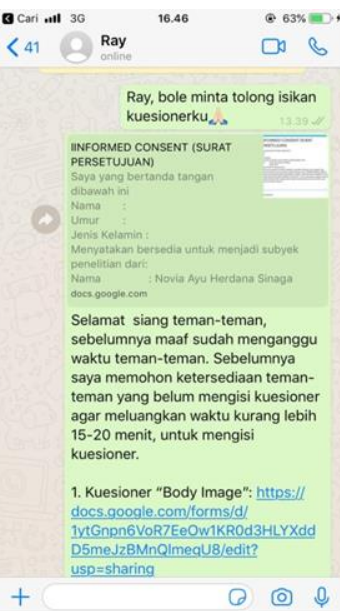 Cari 3G 16.46 63%
41 Ray
online
Ray, bole minta tolong isikan
kuesionerku🙏🏻
13.39
IINFORMED CONSENT (SURAT
PERSETUJUAN)
Saya yang bertanda tangan
dibawah ini
Nama :
Umur :
Jenis Kelamin :
Menyatakan bersedia untuk menjadi subyek
penelitian dari:
Nama : Novia Ayu Herdana Sinaga
docs.google.com
Selamat siang teman-teman,
sebelumnya maaf sudah menganggu
waktu teman-teman. Sebelumnya
saya memohon ketersediaan teman-
teman yang belum mengisi kuesioner
agar meluangkan waktu kurang lebih
15-20 menit, untuk mengisi
kuesioner.
1. Kuesioner “Body Image”: https://
docs.google.com/forms/d/
1ytGnpn6VoR7EeOw1KR0d3HLYXdd
D5meJzBMnQlmeqU8/edit?
usp=sharing